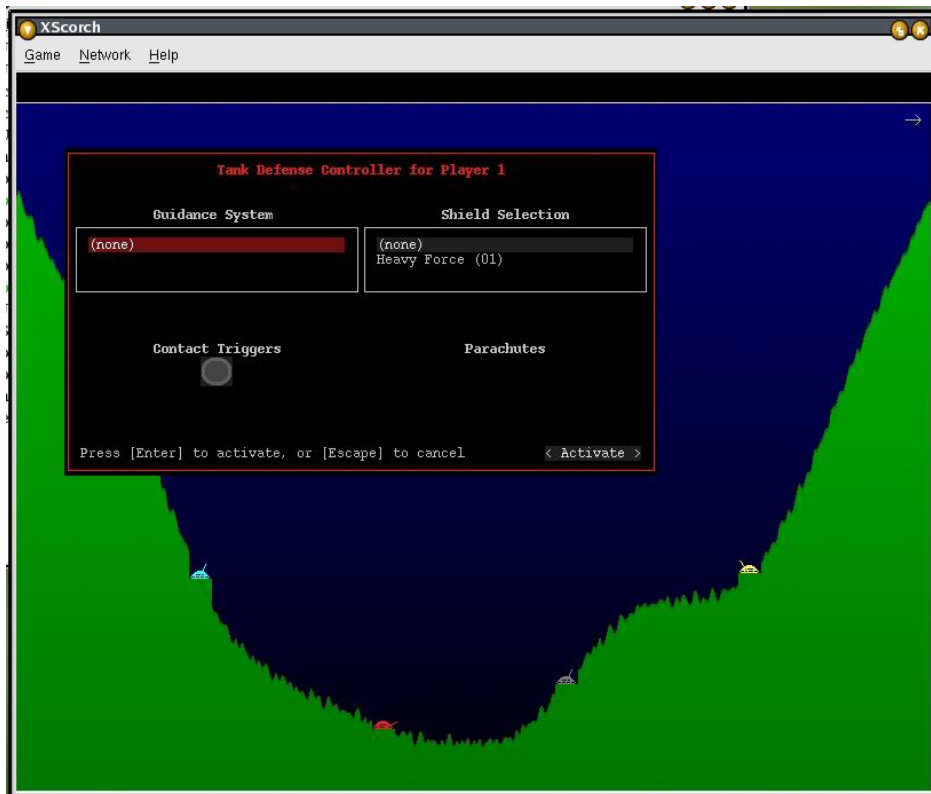 XScorch
Game Network Help
Tank Defense Controller for Player 1
Guidance System Shield Selection
(none) (none)
Heavy Force (01)
Contact Triggers Parachutes
Press [Enter] to activate, or [Escape] to cancel < Activate >